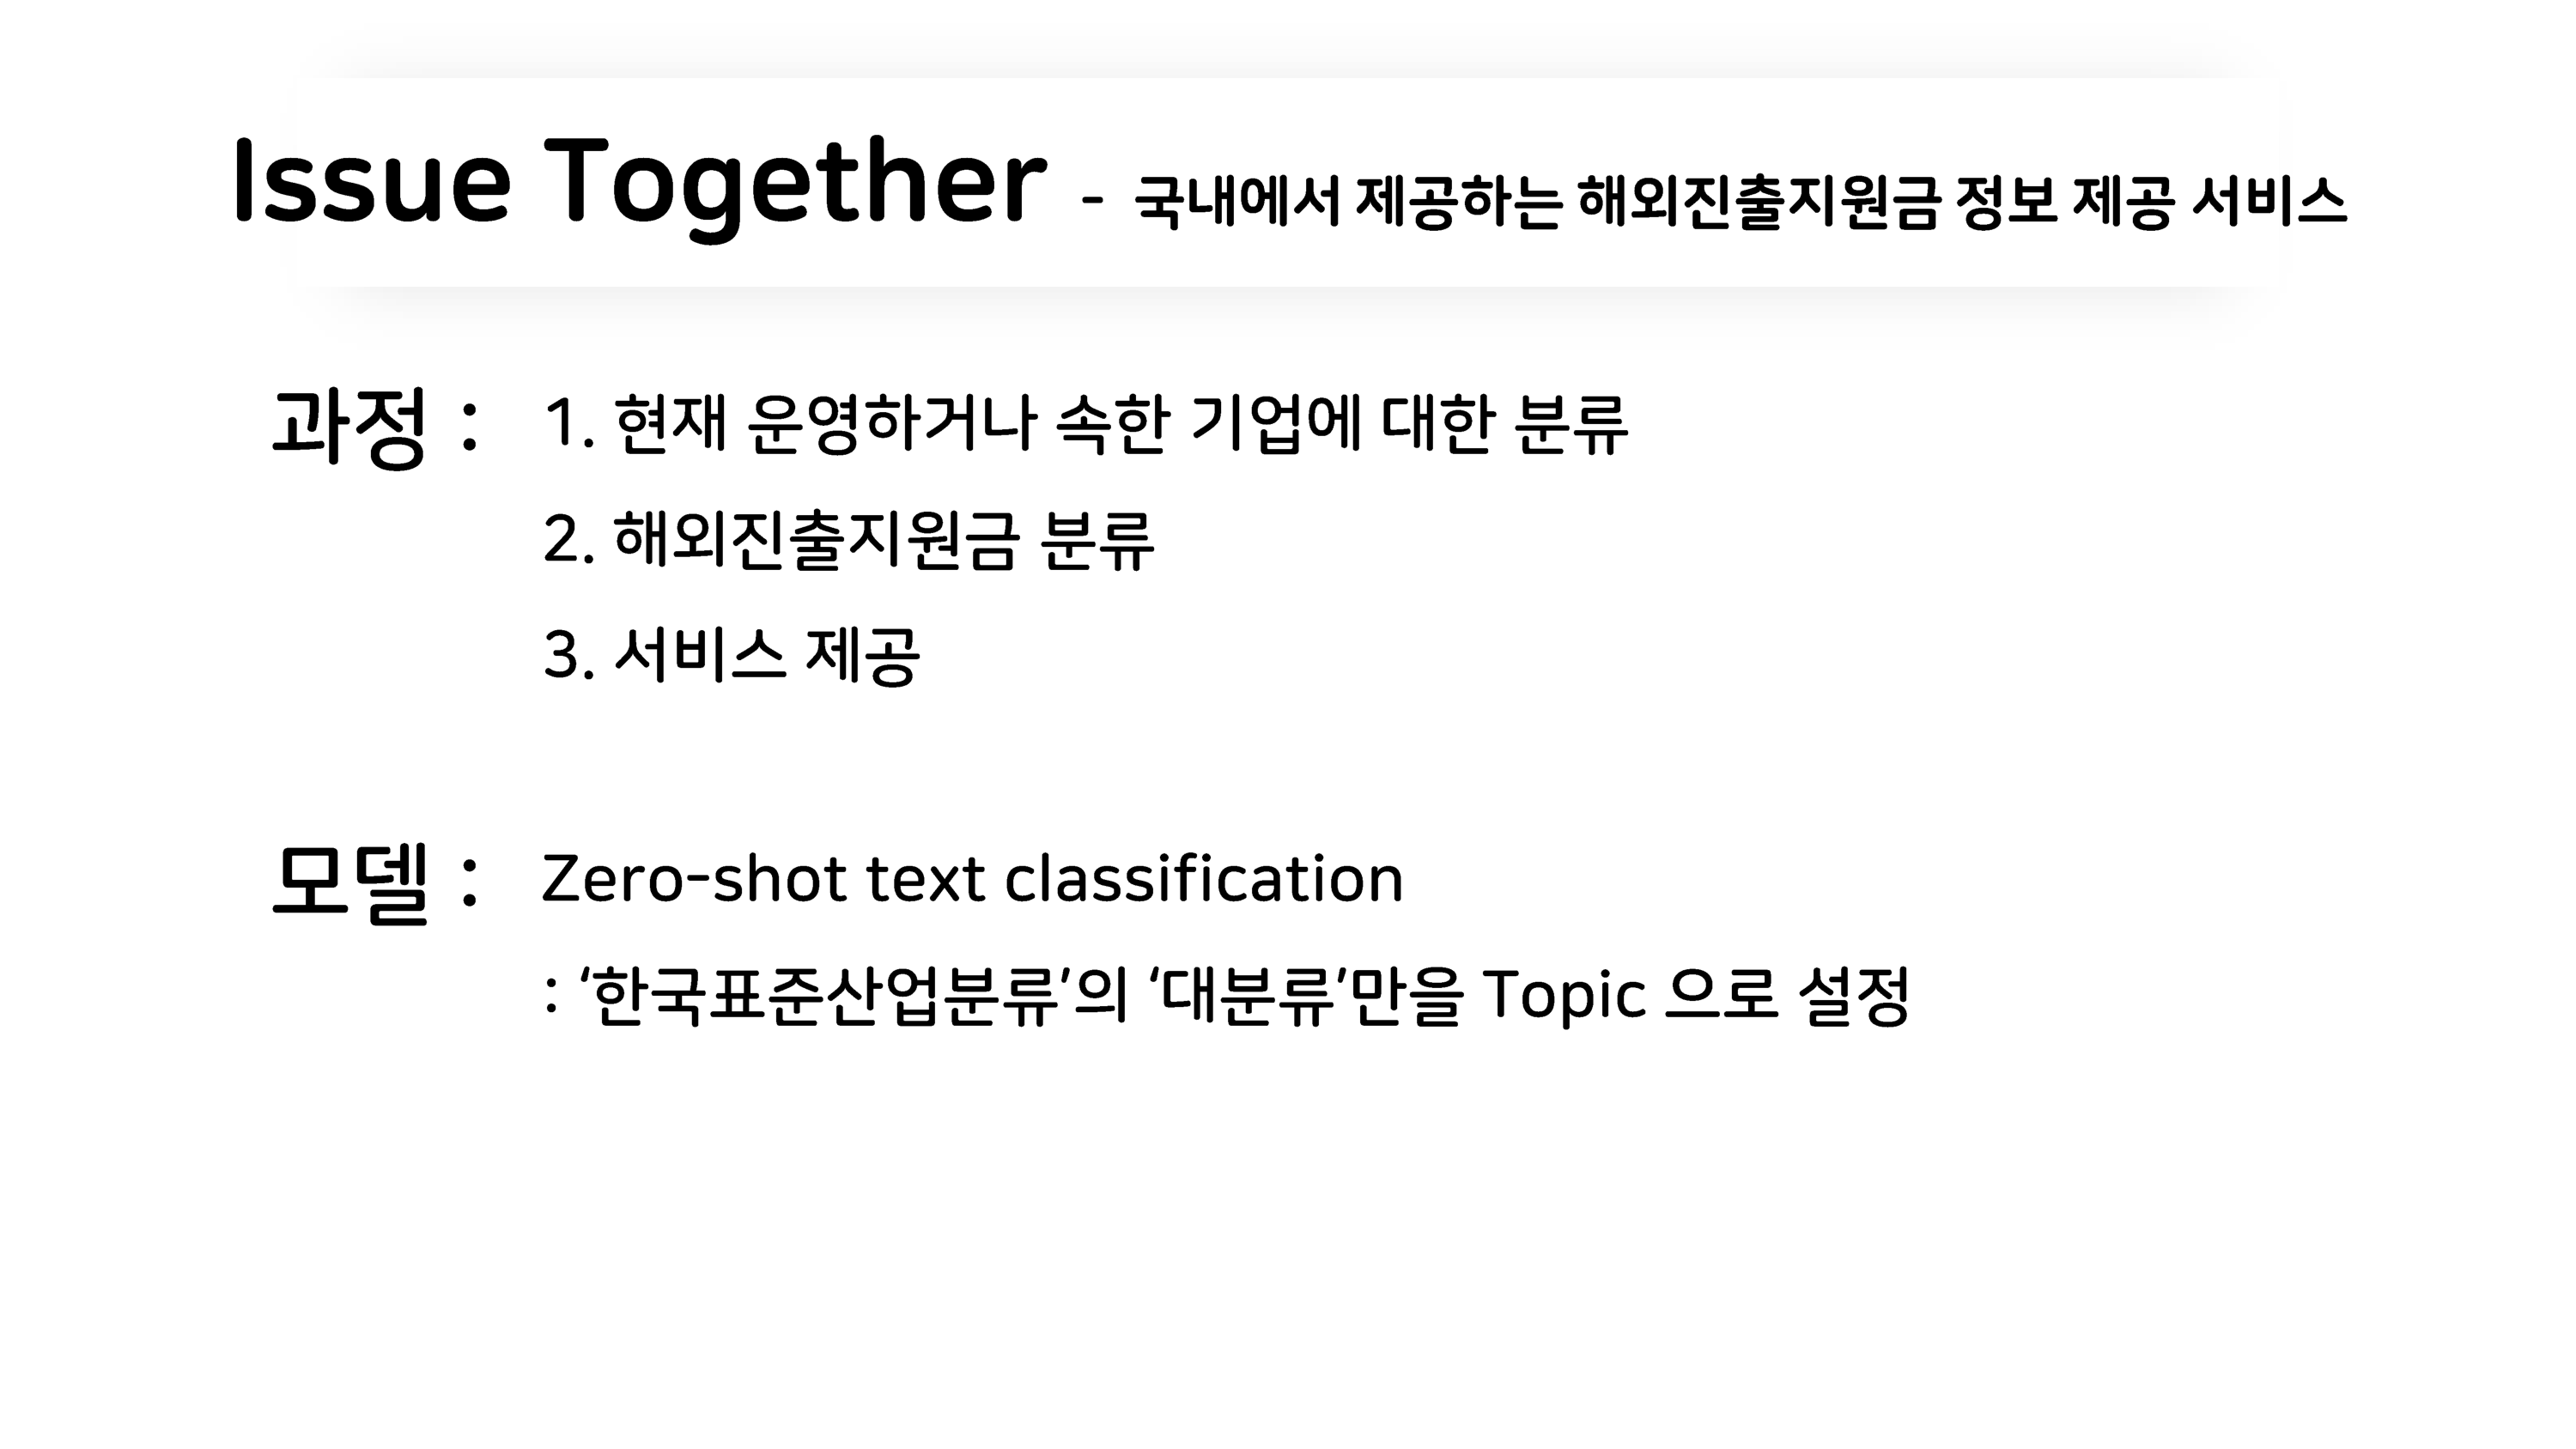 Issue Together - 국내에서 제공하는 해외진출지원금 정보 제공 서비스
과정 : 1. 현재 운영하거나 속한 기업에 대한 분류
2. 해외진출지원금 분류
3. 서비스 제공
모델 : Zero-shot text classification
: ‘한국표준산업분류’의 ‘대분류’만을 Topic 으로 설정